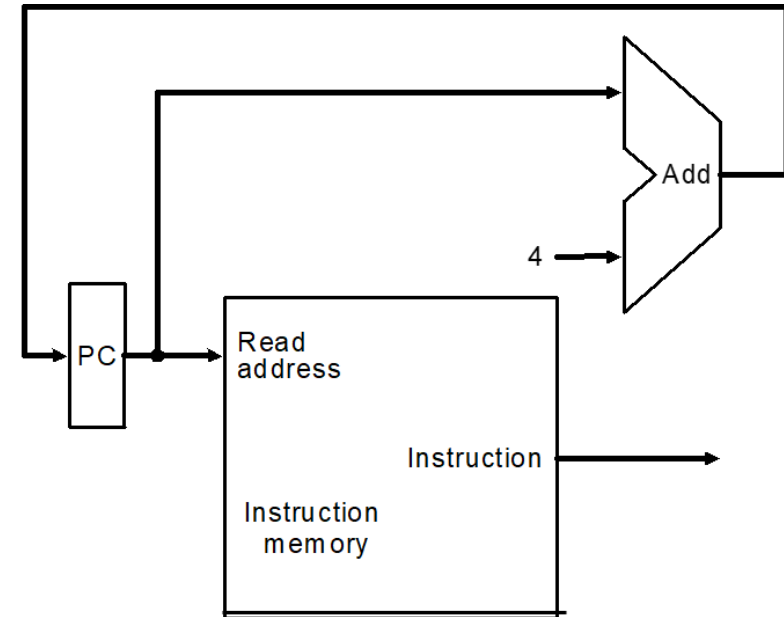 Add
4
PC
Read
address
Instruction
Instruction
memory